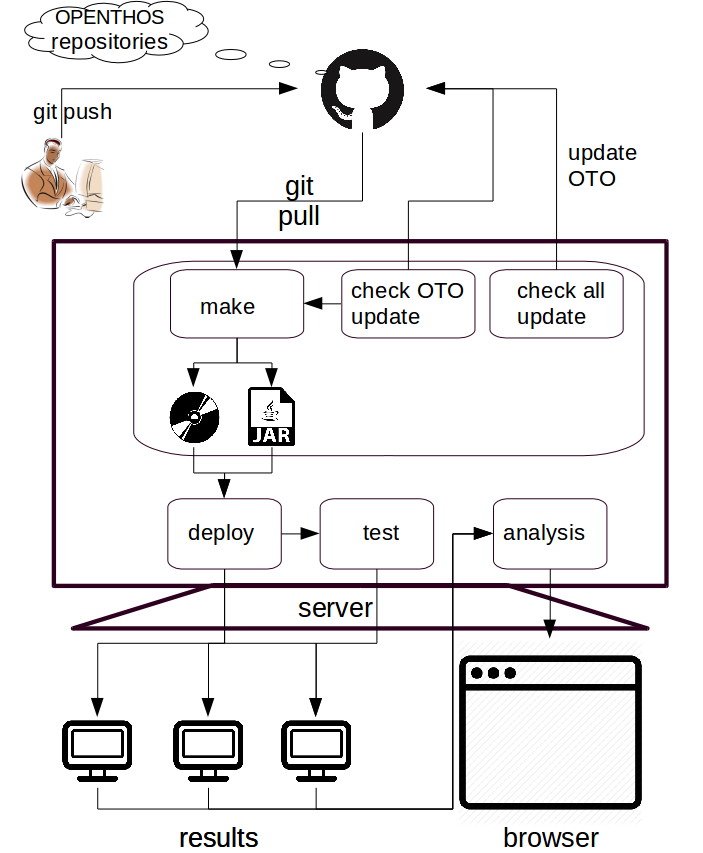 OPENTHOS
repositories
git push
update
OTO
git
pull
make
check OTO
update
check all
update
JAR
deploy
test
analysis
server
results
browser